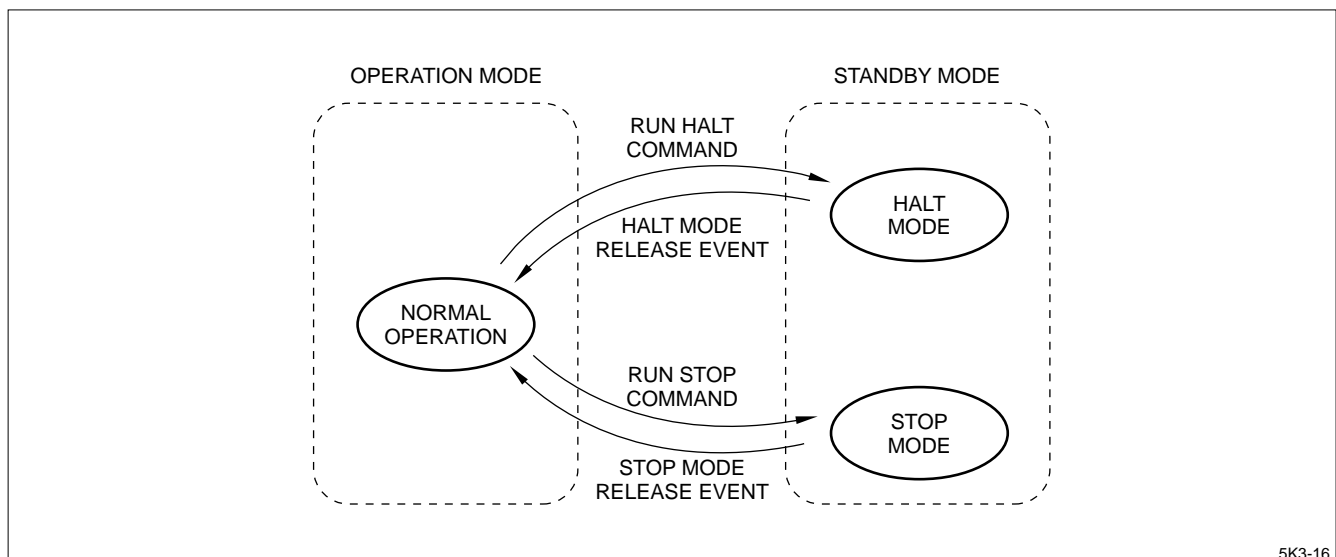 OPERATION MODE
STANDBY MODE
RUN HALT
COMMAND
HALT
MODE
HALT MODE
RELEASE EVENT
NORMAL
OPERATION
RUN STOP
COMMAND
STOP
MODE
STOP MODE
RELEASE EVENT
5K3-16